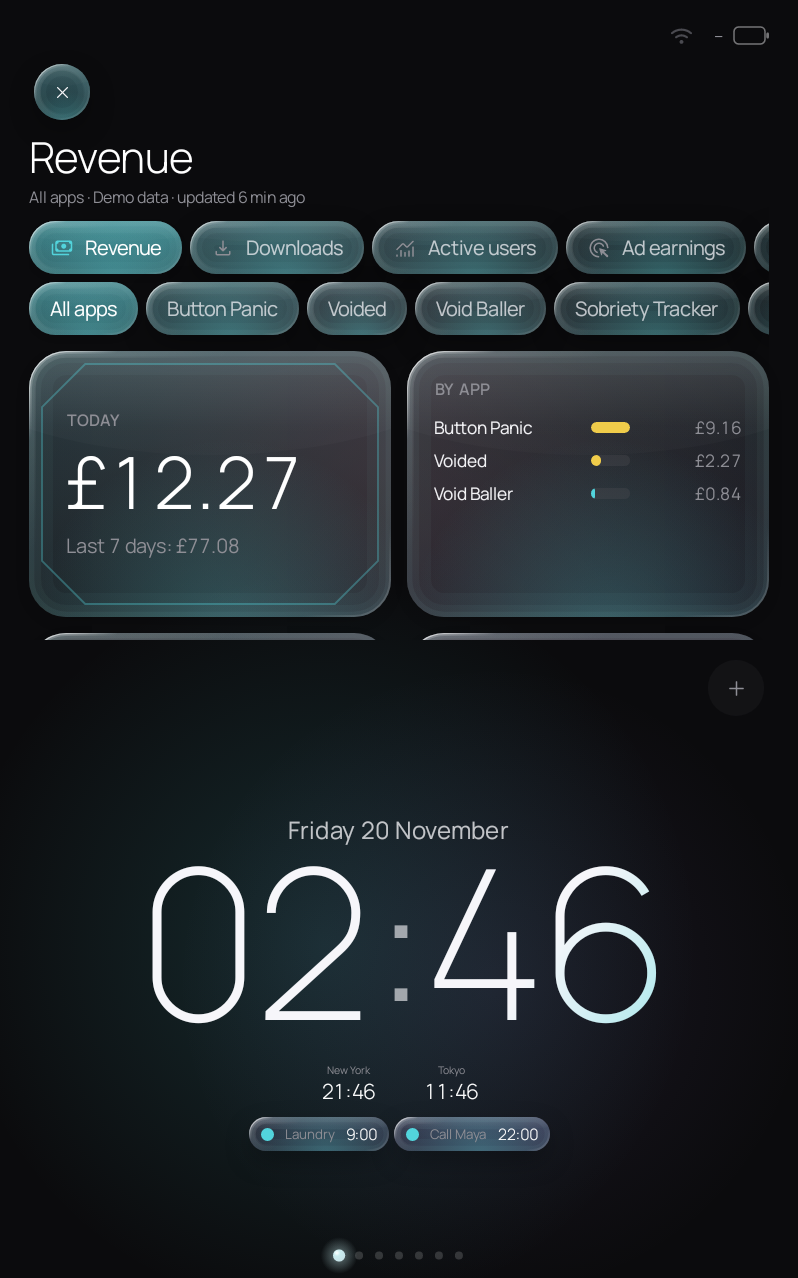 –
Revenue
All apps · Demo data · updated 6 min ago
Revenue Downloads Active users Ad earnings
All apps Button Panic Voided Void Baller Sobriety Tracker
TODAY
£12.27
Last 7 days: £77.08
BY APP
Button Panic £9.16
Voided £2.27
Void Baller £0.84
Friday 20 November
02:46
New York Tokyo
21:46 11:46
Laundry 9:00 Call Maya 22:00